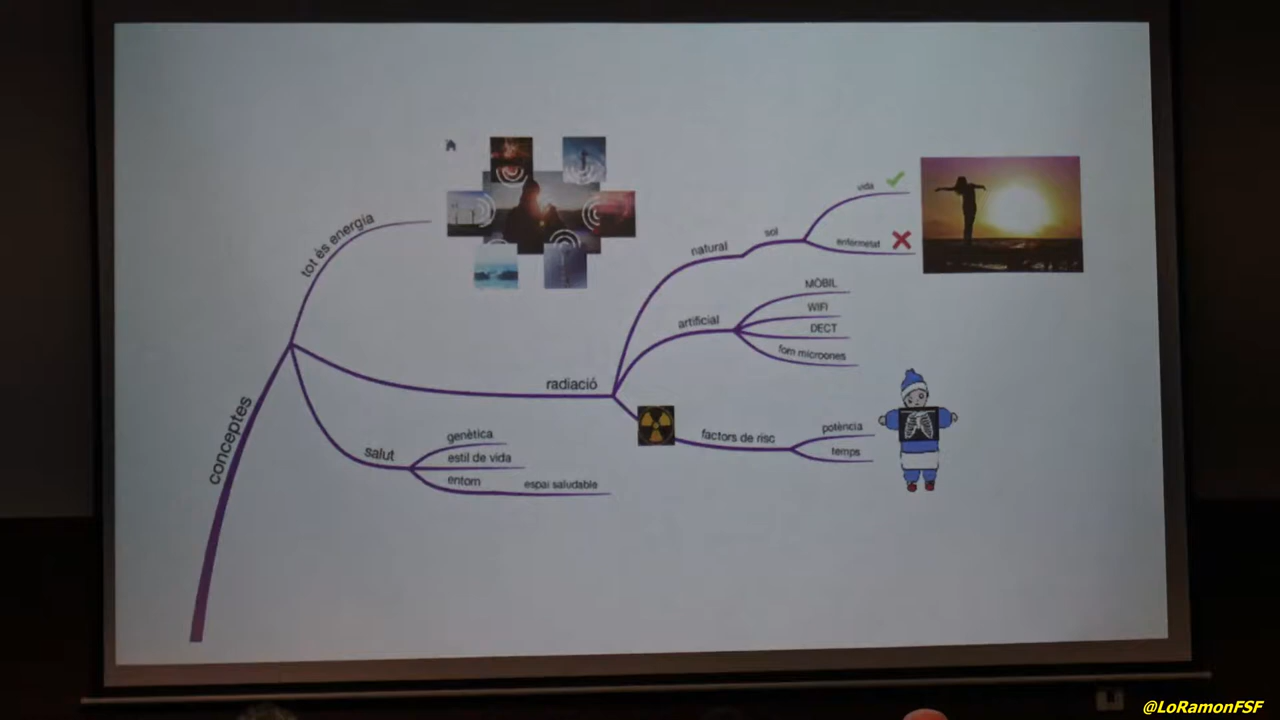 conceptes
tot és energia
radiació
natural
sol
vida
enfermetat
artificial
MÒBIL
WIFI
DECT
forn microones
factors de risc
potència
temps
salut
genètica
estil de vida
entorn
espai saludable
@LoRamonFSF